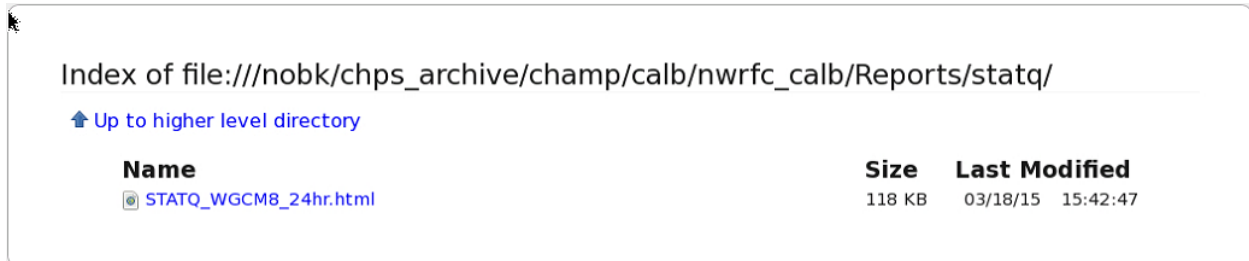 Index of file:///nobk/chps_archive/champ/calb/nwrfc_calb/Reports/statq/
Up to higher level directory
Name Size Last Modified
STATQ_WGCM8_24hr.html 118 KB 03/18/15 15:42:47